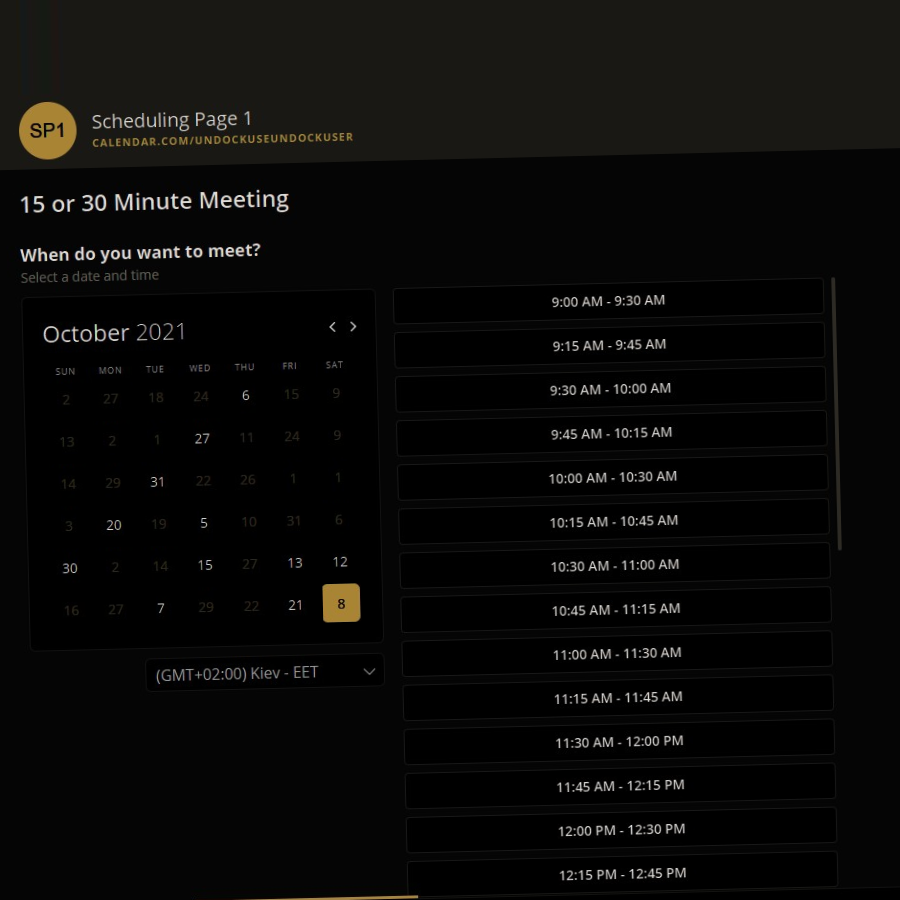 SP1
Scheduling Page 1
CALENDAR.COM/UNDOCKUSEUNDOCKUSER
15 or 30 Minute Meeting
When do you want to meet?
Select a date and time
October 2021
SUN MON TUE WED THU FRI SAT
2 27 18 24 6 15 9
13 2 1 27 11 24 9
14 29 31 22 26 1 1
3 20 19 5 10 31 6
30 2 14 15 27 13 12
16 27 7 29 22 21 8
(GMT+02:00) Kiev - EET
9:00 AM - 9:30 AM
9:15 AM - 9:45 AM
9:30 AM - 10:00 AM
9:45 AM - 10:15 AM
10:00 AM - 10:30 AM
10:15 AM - 10:45 AM
10:30 AM - 11:00 AM
10:45 AM - 11:15 AM
11:00 AM - 11:30 AM
11:15 AM - 11:45 AM
11:30 AM - 12:00 PM
11:45 AM - 12:15 PM
12:00 PM - 12:30 PM
12:15 PM - 12:45 PM